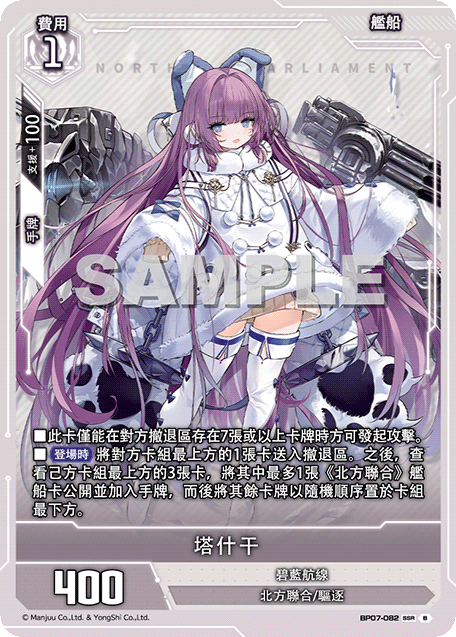 費用
1
艦船
NORTH PARLIAMENT
支援+100
手牌
SAMPLE
■此卡僅能在對方撤退區存在7張或以上卡牌時方可發起攻擊。
■登場時 將對方卡組最上方的1張卡送入撤退區。之後，查
看己方卡組最上方的3張卡，將其中最多1張《北方聯合》艦
船卡公開並加入手牌，而後將其餘卡牌以隨機順序置於卡組
最下方。
塔什干
400
碧藍航線
北方聯合/驅逐
© Manjuu Co.,Ltd. & YongShi Co.,Ltd.
BP07-082 SSR B